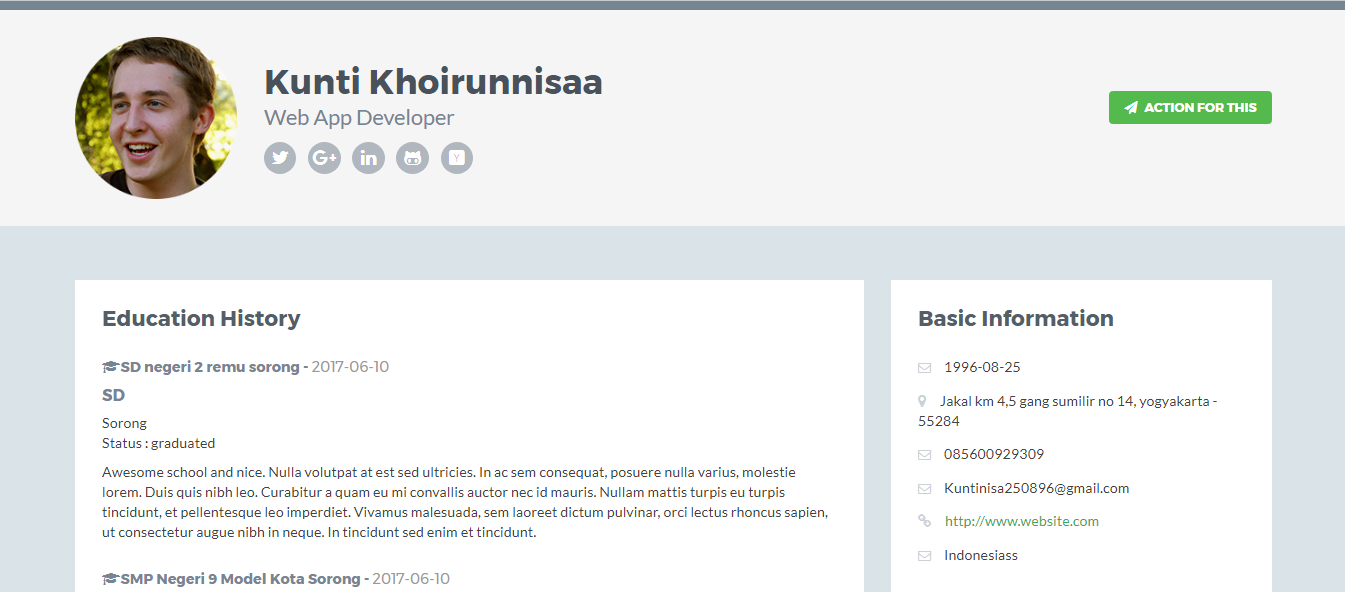 Kunti Khoirunnisaa
Web App Developer
G+ in Y
ACTION FOR THIS
Education History
SD negeri 2 remu sorong - 2017-06-10
SD
Sorong
Status : graduated
Awesome school and nice. Nulla volutpat at est sed ultricies. In ac sem consequat, posuere nulla varius, molestie
lorem. Duis quis nibh leo. Curabitur a quam eu mi convallis auctor nec id mauris. Nullam mattis turpis eu turpis
tincidunt, et pellentesque leo imperdiet. Vivamus malesuada, sem laoreet dictum pulvinar, orci lectus rhoncus sapien,
ut consectetur augue nibh in neque. In tincidunt sed enim et tincidunt.
SMP Negeri 9 Model Kota Sorong - 2017-06-10
Basic Information
1996-08-25
Jakal km 4,5 gang sumilir no 14, yogyakarta -
55284
085600929309
Kuntinisa250896@gmail.com
http://www.website.com
Indonesiass